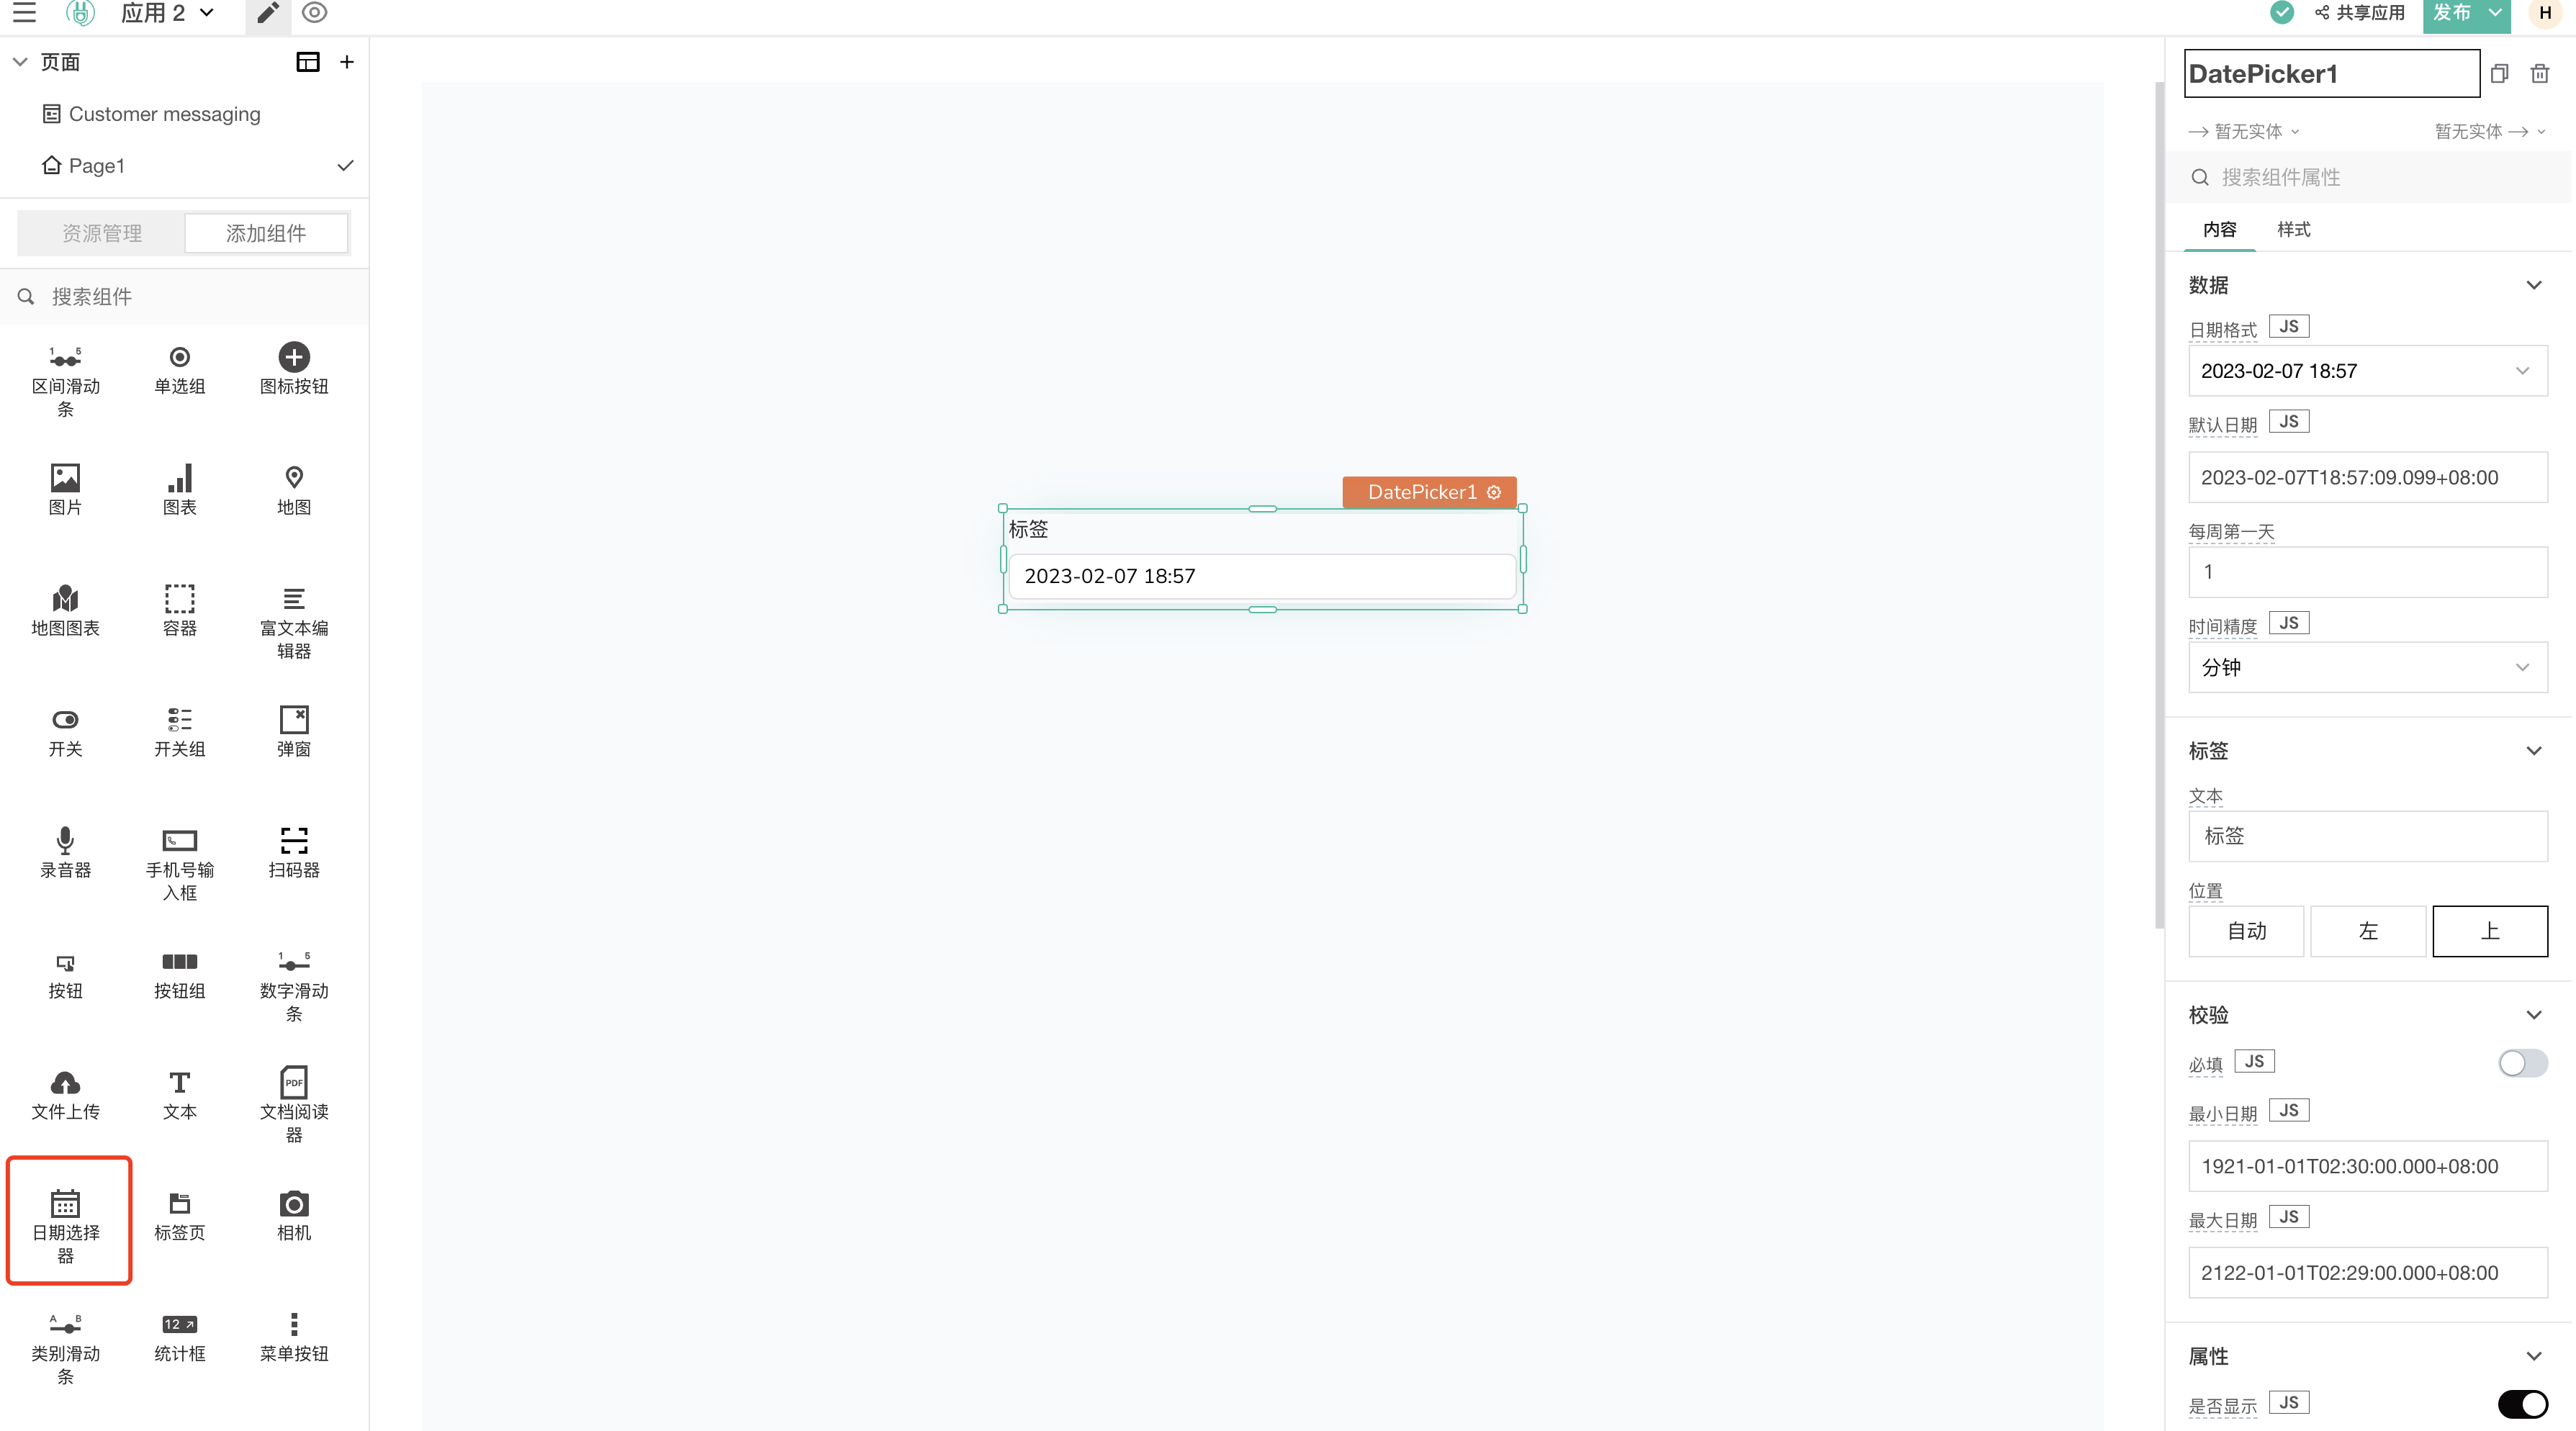 应用 2
共享应用
发布
H
页面
Customer messaging
Page1
资源管理
添加组件
搜索组件
1 5
区间滑动
条
单选组
图标按钮
图片
图表
地图
地图图表
容器
富文本编
辑器
开关
开关组
弹窗
录音器
手机号输
入框
扫码器
按钮
按钮组
1 5
数字滑动
条
文件上传
T
文本
PDF
文档阅读
器
日期选择
器
标签页
相机
A B
类别滑动
条
12
统计框
菜单按钮
DatePicker1
标签
2023-02-07 18:57
DatePicker1
暂无实体
暂无实体
搜索组件属性
内容
样式
数据
日期格式 JS
2023-02-07 18:57
默认日期 JS
2023-02-07T18:57:09.099+08:00
每周第一天
1
时间精度 JS
分钟
标签
文本
标签
位置
自动
左
上
校验
必填 JS
最小日期 JS
1921-01-01T02:30:00.000+08:00
最大日期 JS
2122-01-01T02:29:00.000+08:00
属性
是否显示 JS